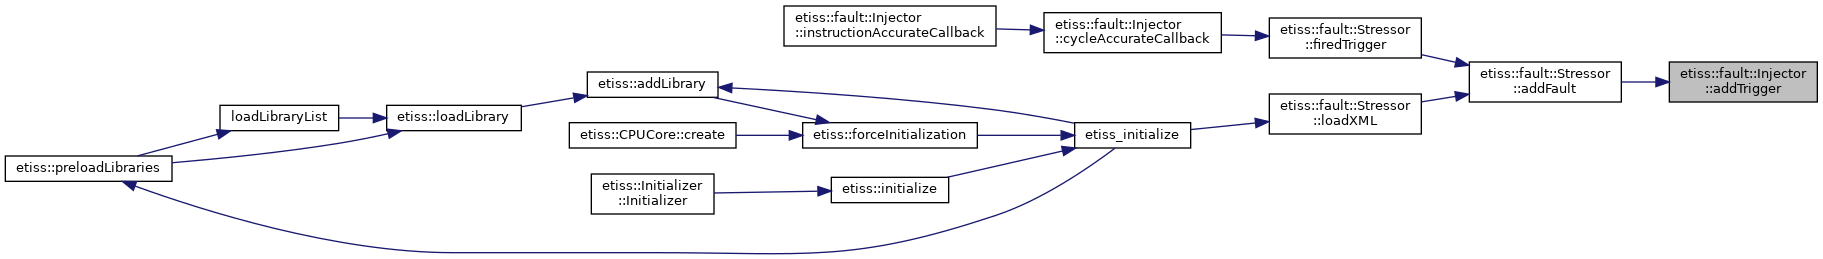 etiss::fault::Injector
::instructionAccurateCallback
etiss::fault::Injector
::cycleAccurateCallback
etiss::fault::Stressor
::firedTrigger
etiss::fault::Stressor
::addFault
etiss::fault::Injector
::addTrigger
etiss::addLibrary
loadLibraryList
etiss::loadLibrary
etiss::fault::Stressor
::loadXML
etiss::CPUCore::create
etiss::forceInitialization
etiss_initialize
etiss::preloadLibraries
etiss::Initializer
::Initializer
etiss::initialize